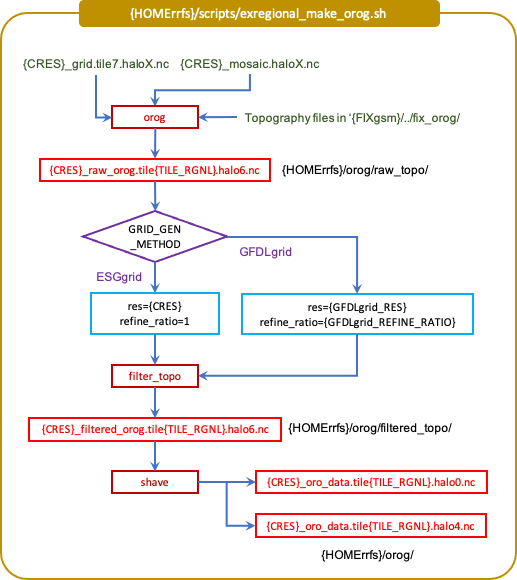 {HOMErrfs}/scripts/exregional_make_orog.sh
{CRES}_grid.tile7.haloX.nc
{CRES}_mosaic.haloX.nc
orog
Topography files in ‘{FIXgsm}/../fix_orog/
{CRES}_raw_orog.tile{TILE_RGNL}.halo6.nc
{HOMErrfs}/orog/raw_topo/
GRID_GEN
_METHOD
GFDLgrid
ESGgrid
res={CRES}
refine_ratio=1
res={GFDLgrid_RES}
refine_ratio={GFDLgrid_REFINE_RATIO}
filter_topo
{CRES}_filtered_orog.tile{TILE_RGNL}.halo6.nc
{HOMErrfs}/orog/filtered_topo/
shave
{CRES}_oro_data.tile{TILE_RGNL}.halo0.nc
{CRES}_oro_data.tile{TILE_RGNL}.halo4.nc
{HOMErrfs}/orog/